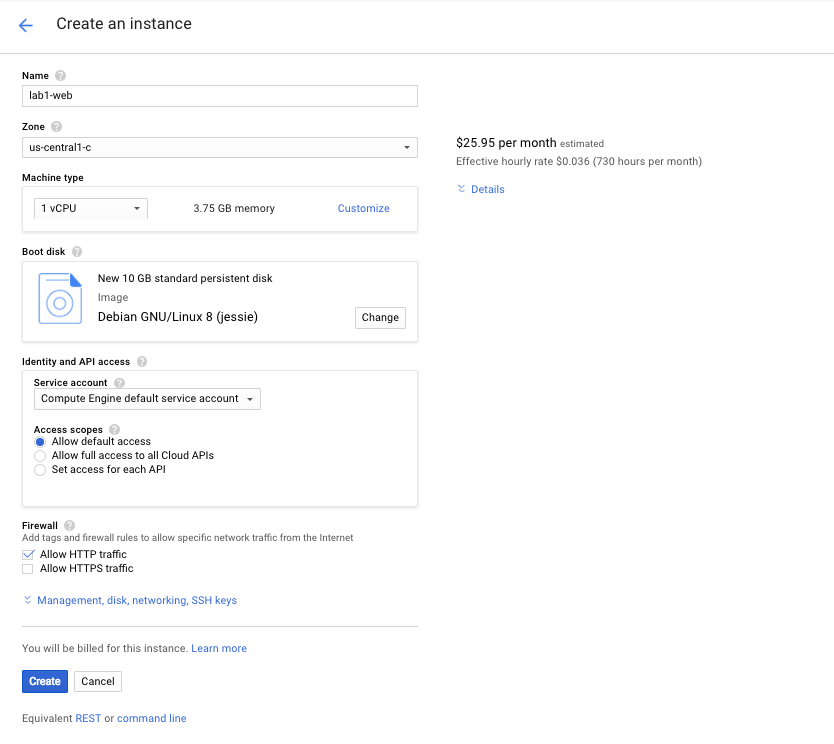 Create an instance
Name
lab1-web
Zone
us-central1-c
$25.95 per month estimated
Effective hourly rate $0.036 (730 hours per month)
Details
Machine type
1 vCPU 3.75 GB memory Customize
Boot disk
New 10 GB standard persistent disk
Image
Debian GNU/Linux 8 (jessie)
Change
Identity and API access
Service account
Compute Engine default service account
Access scopes
Allow default access
Allow full access to all Cloud APIs
Set access for each API
Firewall
Add tags and firewall rules to allow specific network traffic from the Internet
Allow HTTP traffic
Allow HTTPS traffic
Management, disk, networking, SSH keys
You will be billed for this instance. Learn more
Create Cancel
Equivalent REST or command line